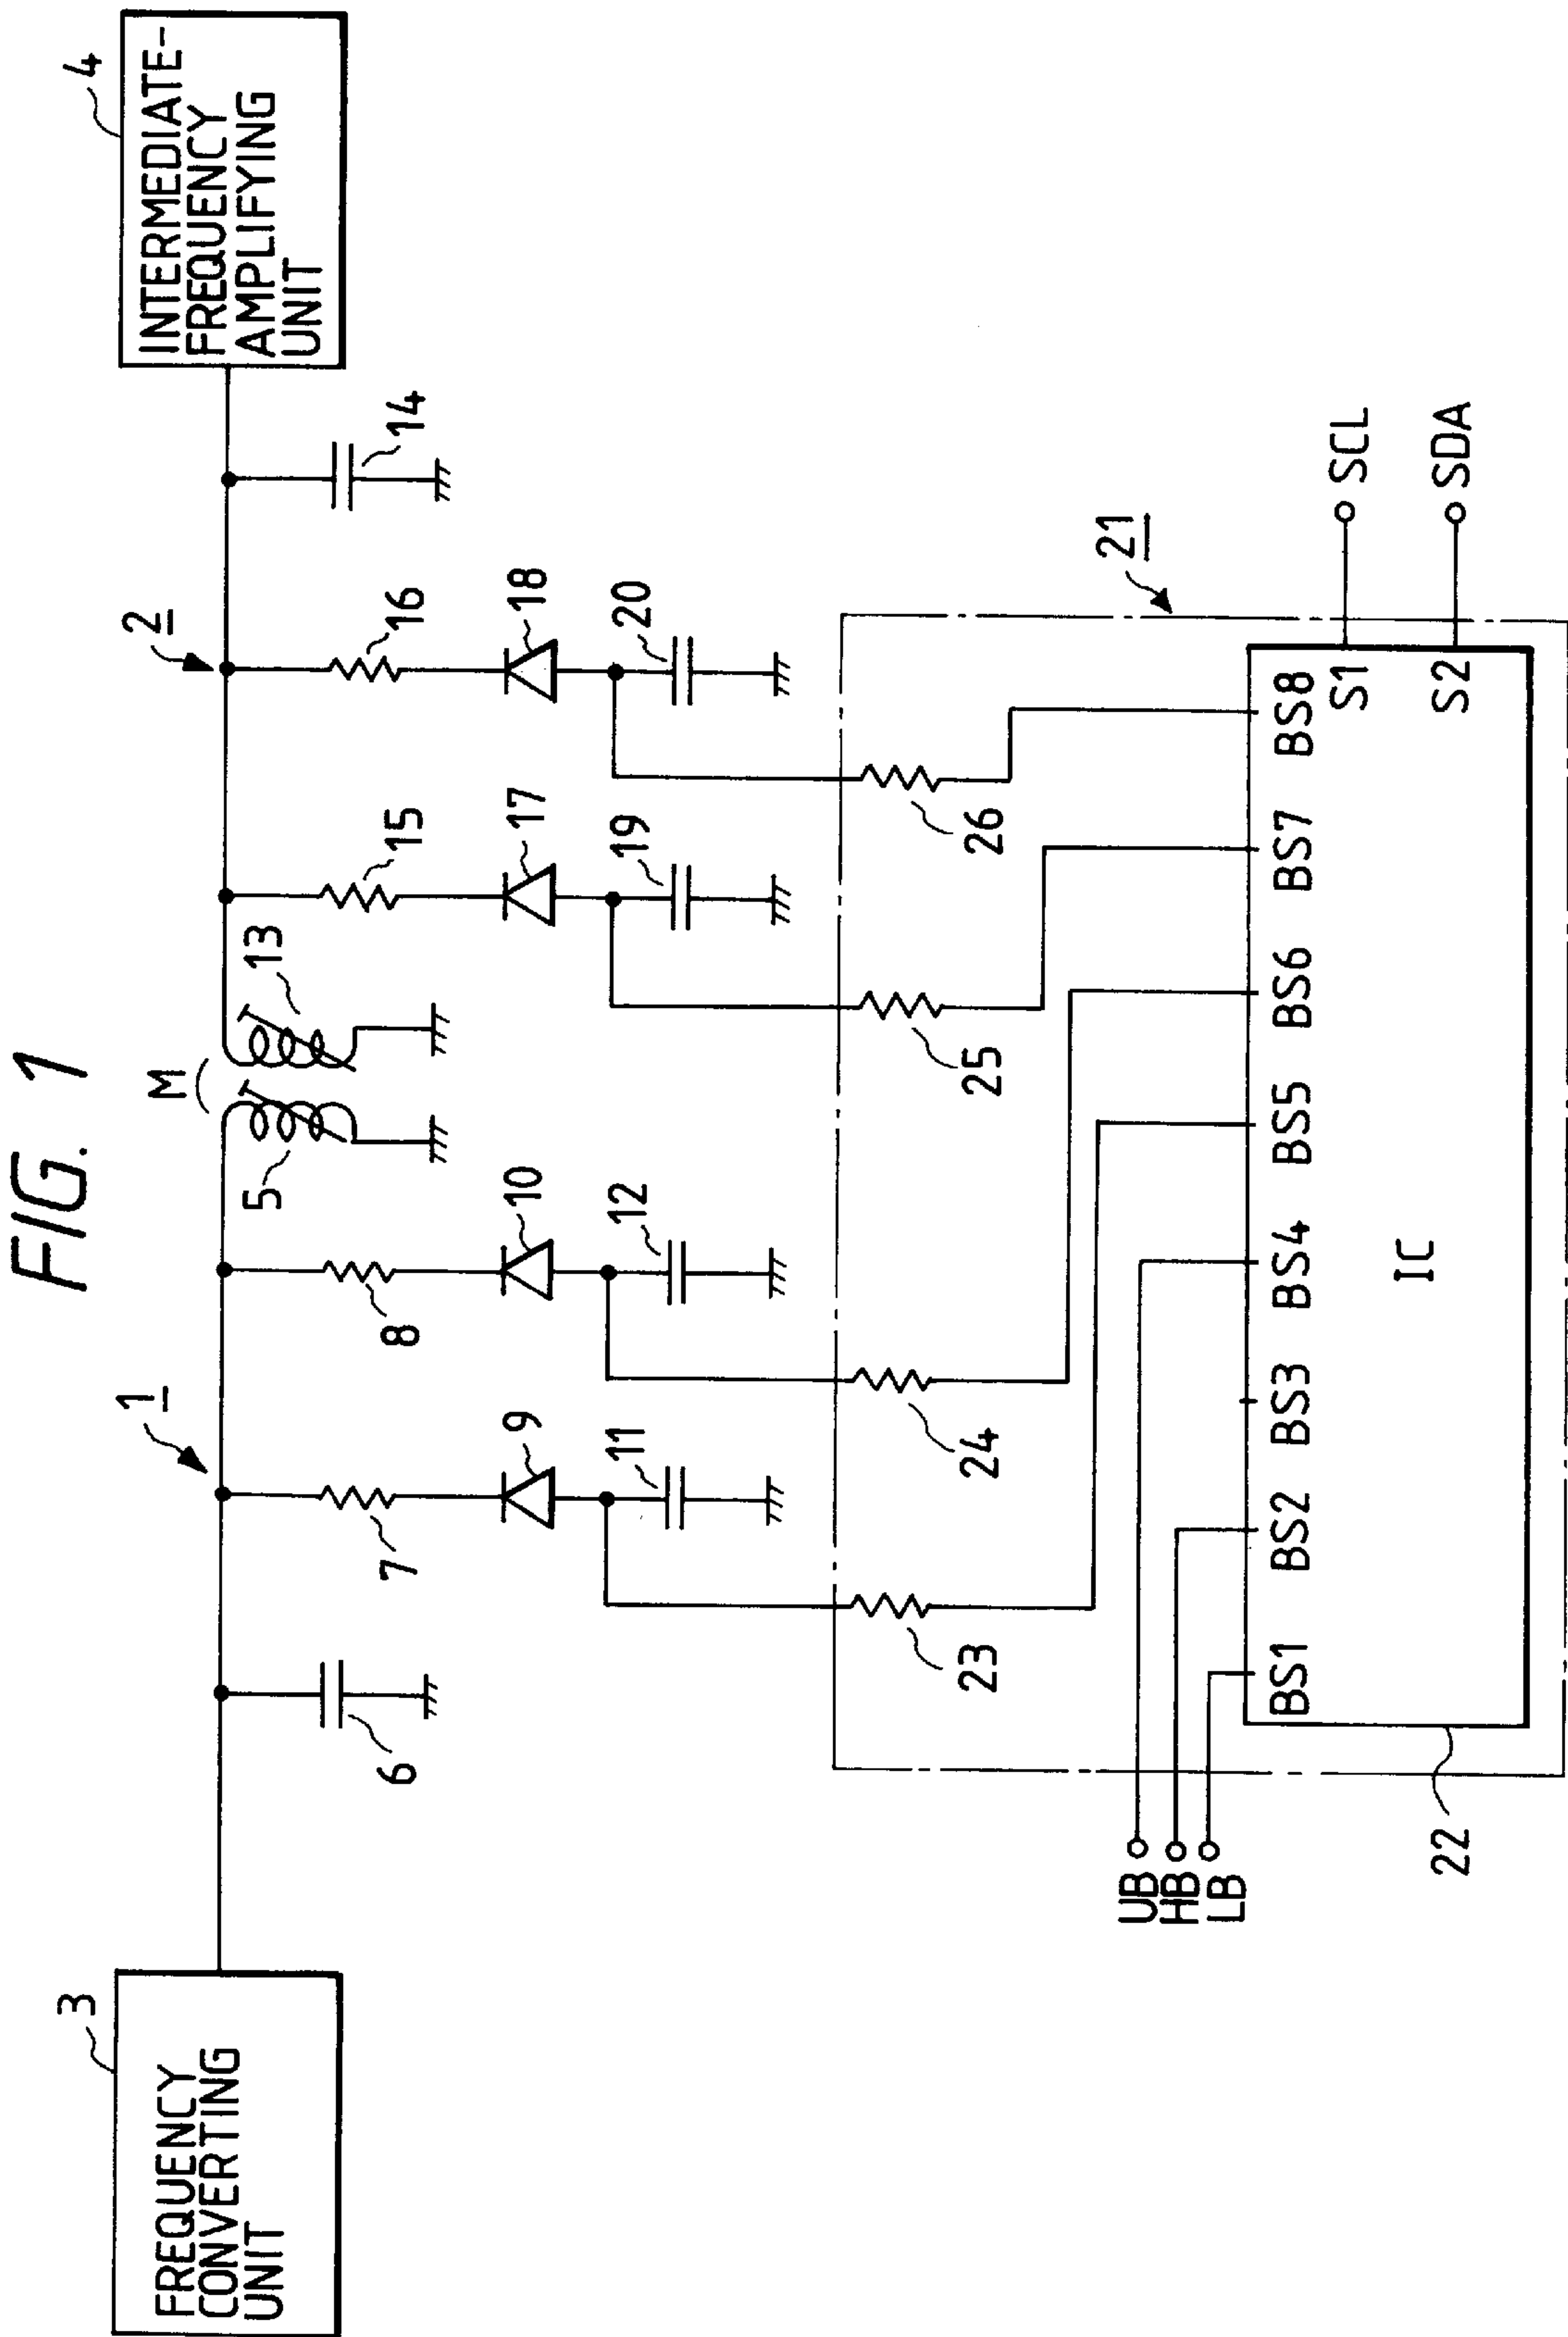 FIG. 1
3
FREQUENCY
CONVERTING
UNIT
1
M
2
4
INTERMEDIATE-
FREQUENCY
AMPLIFYING
UNIT
6
7
8
5
13
15
16
14
9
10
17
18
11
12
19
20
21
23
24
25
26
UB
HB
LB
BS1
BS2
BS3
BS4
BS5
BS6
BS7
BS8
S1
SCL
IC
S2
SDA
22